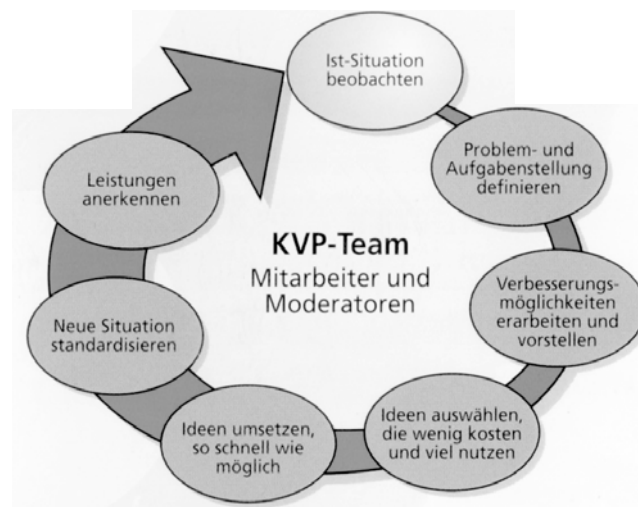 Ist-Situation
beobachten
Problem- und
Aufgabenstellung
definieren
Verbesserungs-
möglichkeiten
erarbeiten und
vorstellen
Ideen auswählen,
die wenig kosten
und viel nutzen
Ideen umsetzen,
so schnell wie
möglich
Neue Situation
standardisieren
Leistungen
anerkennen
KVP-Team
Mitarbeiter und
Moderatoren